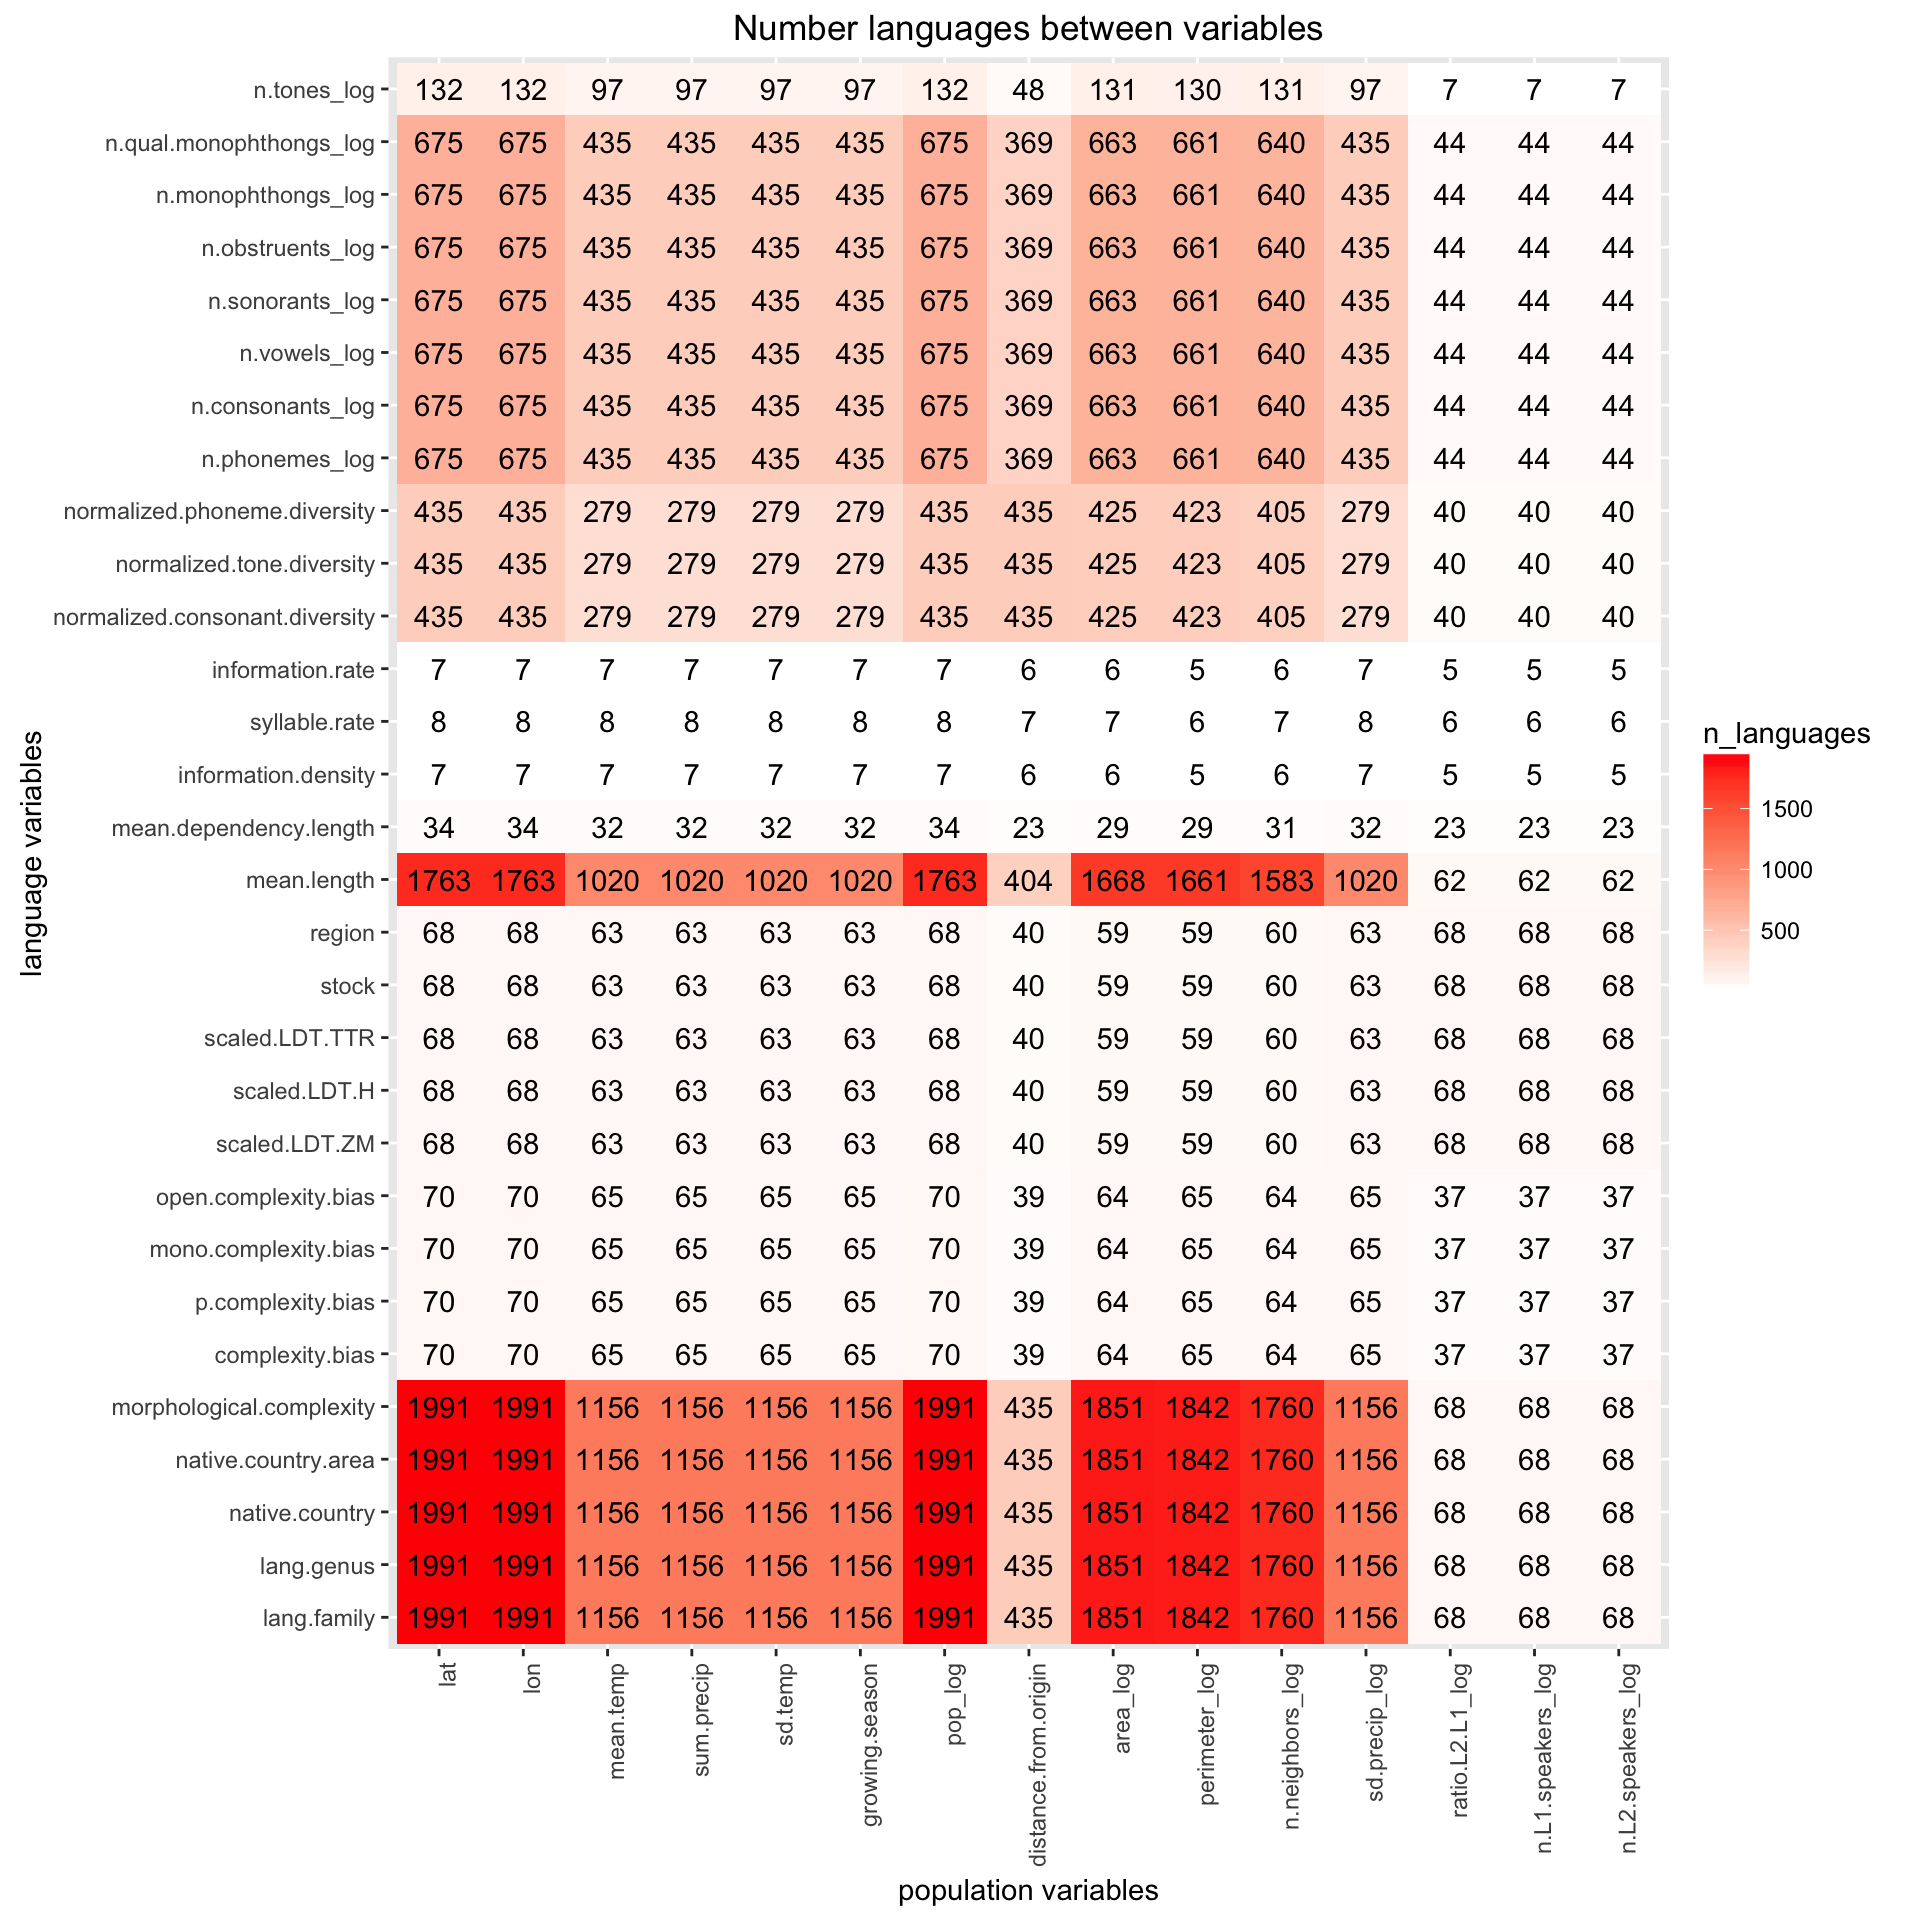 Number languages between variables
language variables
n.tones_log 132 132 97 97 97 97 132 48 131 130 131 97 7 7 7
n.qual.monophthongs_log 675 675 435 435 435 435 675 369 663 661 640 435 44 44 44
n.monophthongs_log 675 675 435 435 435 435 675 369 663 661 640 435 44 44 44
n.obstruents_log 675 675 435 435 435 435 675 369 663 661 640 435 44 44 44
n.sonorants_log 675 675 435 435 435 435 675 369 663 661 640 435 44 44 44
n.vowels_log 675 675 435 435 435 435 675 369 663 661 640 435 44 44 44
n.consonants_log 675 675 435 435 435 435 675 369 663 661 640 435 44 44 44
n.phonemes_log 675 675 435 435 435 435 675 369 663 661 640 435 44 44 44
normalized.phoneme.diversity 435 435 279 279 279 279 435 435 425 423 405 279 40 40 40
normalized.tone.diversity 435 435 279 279 279 279 435 435 425 423 405 279 40 40 40
normalized.consonant.diversity 435 435 279 279 279 279 435 435 425 423 405 279 40 40 40
information.rate 7 7 7 7 7 7 7 6 6 5 6 7 5 5 5
syllable.rate 8 8 8 8 8 8 8 7 7 6 7 8 6 6 6
information.density 7 7 7 7 7 7 7 6 6 5 6 7 5 5 5
mean.dependency.length 34 34 32 32 32 32 34 23 29 29 31 32 23 23 23
mean.length 1763 1763 1020 1020 1020 1020 1763 404 1668 1661 1583 1020 62 62 62
region 68 68 63 63 63 63 68 40 59 59 60 63 68 68 68
stock 68 68 63 63 63 63 68 40 59 59 60 63 68 68 68
scaled.LDT.TTR 68 68 63 63 63 63 68 40 59 59 60 63 68 68 68
scaled.LDT.H 68 68 63 63 63 63 68 40 59 59 60 63 68 68 68
scaled.LDT.ZM 68 68 63 63 63 63 68 40 59 59 60 63 68 68 68
open.complexity.bias 70 70 65 65 65 65 70 39 64 65 64 65 37 37 37
mono.complexity.bias 70 70 65 65 65 65 70 39 64 65 64 65 37 37 37
p.complexity.bias 70 70 65 65 65 65 70 39 64 65 64 65 37 37 37
complexity.bias 70 70 65 65 65 65 70 39 64 65 64 65 37 37 37
morphological.complexity 1991 1991 1156 1156 1156 1156 1991 435 1851 1842 1760 1156 68 68 68
native.country.area 1991 1991 1156 1156 1156 1156 1991 435 1851 1842 1760 1156 68 68 68
native.country 1991 1991 1156 1156 1156 1156 1991 435 1851 1842 1760 1156 68 68 68
lang.genus 1991 1991 1156 1156 1156 1156 1991 435 1851 1842 1760 1156 68 68 68
lang.family 1991 1991 1156 1156 1156 1156 1991 435 1851 1842 1760 1156 68 68 68
lat
lon
mean.temp
sum.precip
sd.temp
growing.season
pop_log
distance.from.origin
area_log
perimeter_log
n.neighbors_log
sd.precip_log
ratio.L2.L1_log
n.L1.speakers_log
n.L2.speakers_log
population variables
n_languages
1500
1000
500